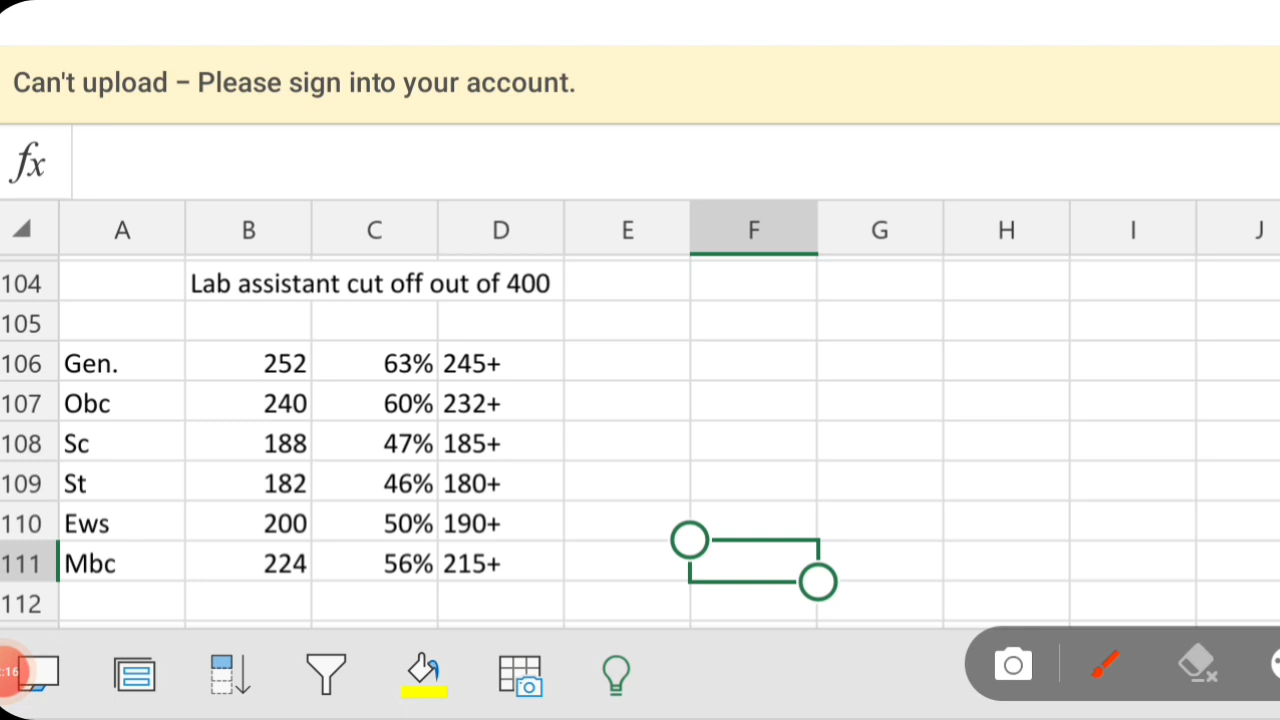 Can't upload – Please sign into your account.
fx
A B C D E F G H I J
104 Lab assistant cut off out of 400
105
106 Gen. 252 63% 245+
107 Obc 240 60% 232+
108 Sc 188 47% 185+
109 St 182 46% 180+
110 Ews 200 50% 190+
111 Mbc 224 56% 215+
112
:16